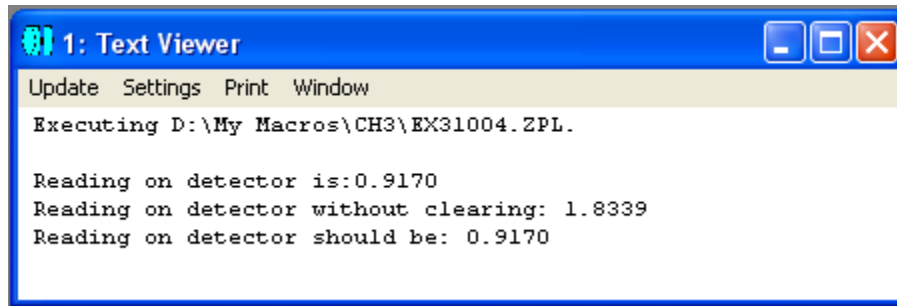 1: Text Viewer
Update Settings Print Window
Executing D:\My Macros\CH3\EX31004.ZPL.
Reading on detector is:0.9170
Reading on detector without clearing: 1.8339
Reading on detector should be: 0.9170